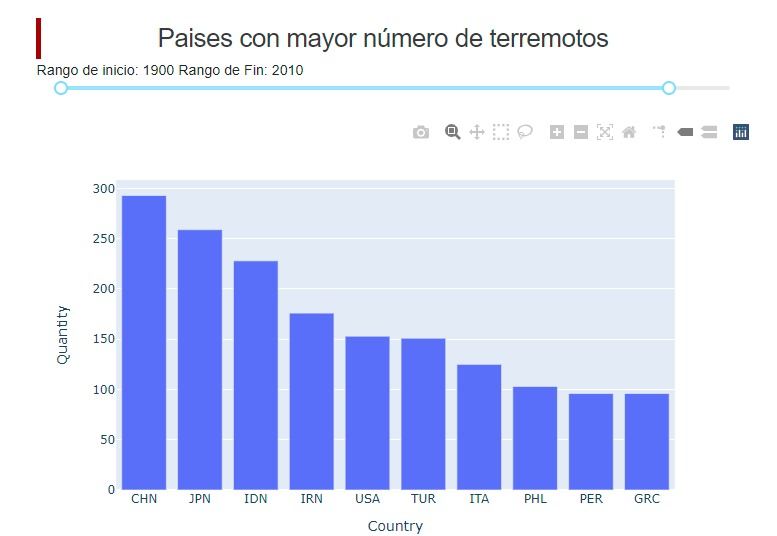 Paises con mayor número de terremotos
Rango de inicio: 1900 Rango de Fin: 2010
300
250
200
150
100
50
0
Quantity
CHN JPN IDN IRN USA TUR ITA PHL PER GRC
Country